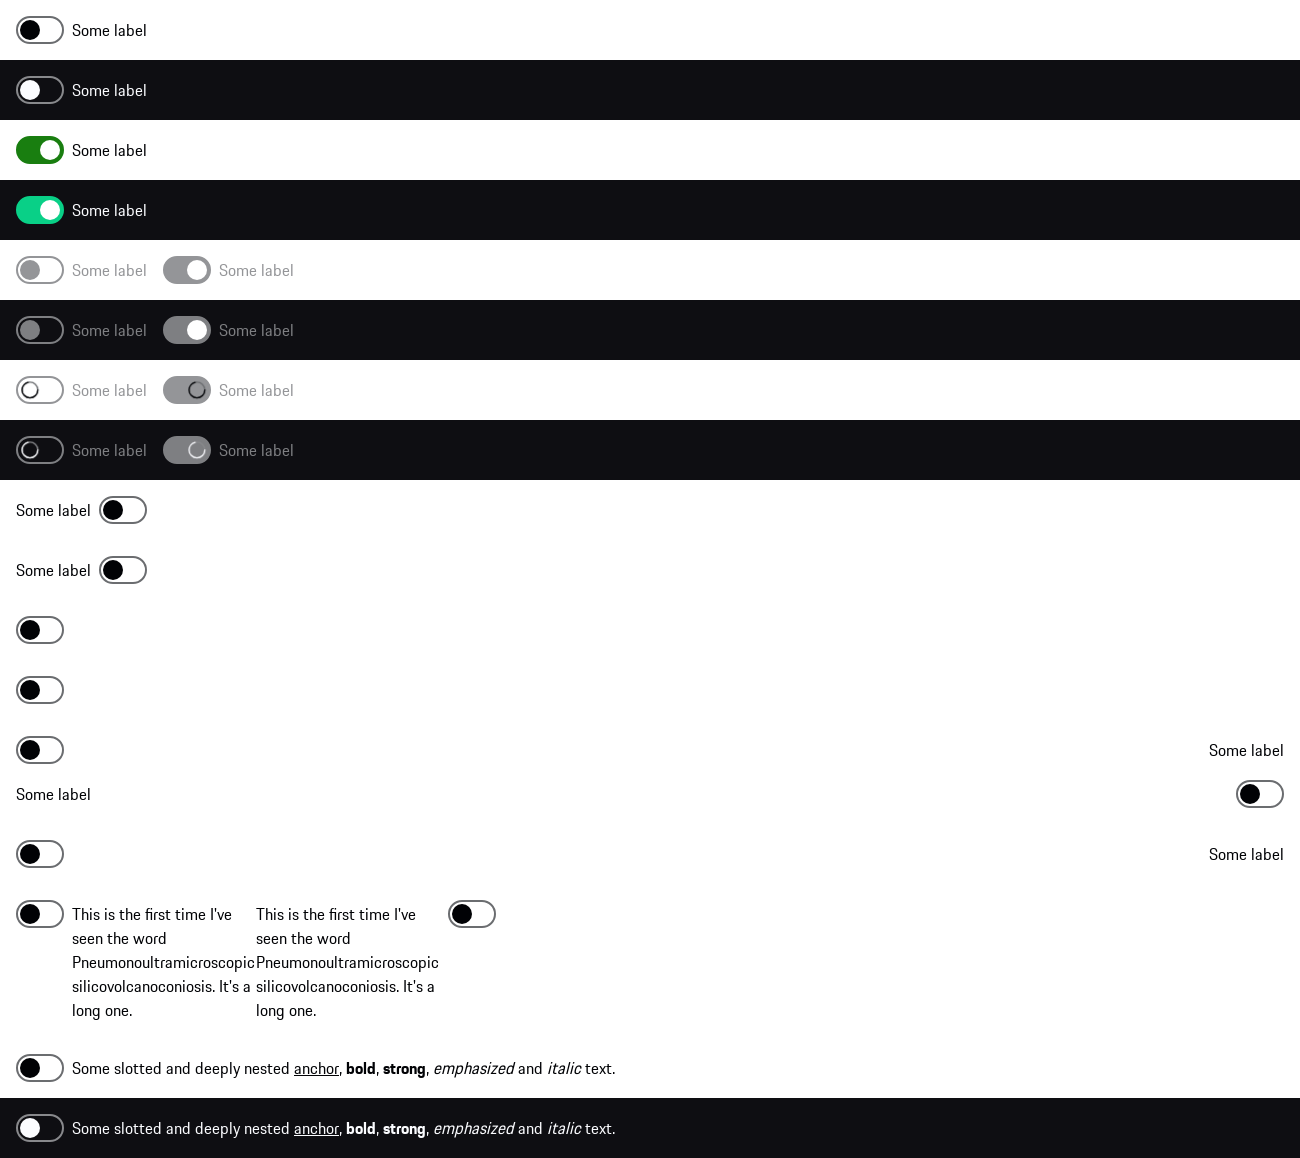 Some label
Some label
Some label
Some label
Some label Some label
Some label Some label
Some label Some label
Some label Some label
Some label
Some label
Some label
Some label
Some label
This is the first time I've
seen the word
Pneumonoultramicroscopic
silicovolcanoconiosis. It's a
long one.
This is the first time I've
seen the word
Pneumonoultramicroscopic
silicovolcanoconiosis. It's a
long one.
Some slotted and deeply nested anchor, bold, strong, emphasized and italic text.
Some slotted and deeply nested anchor, bold, strong, emphasized and italic text.